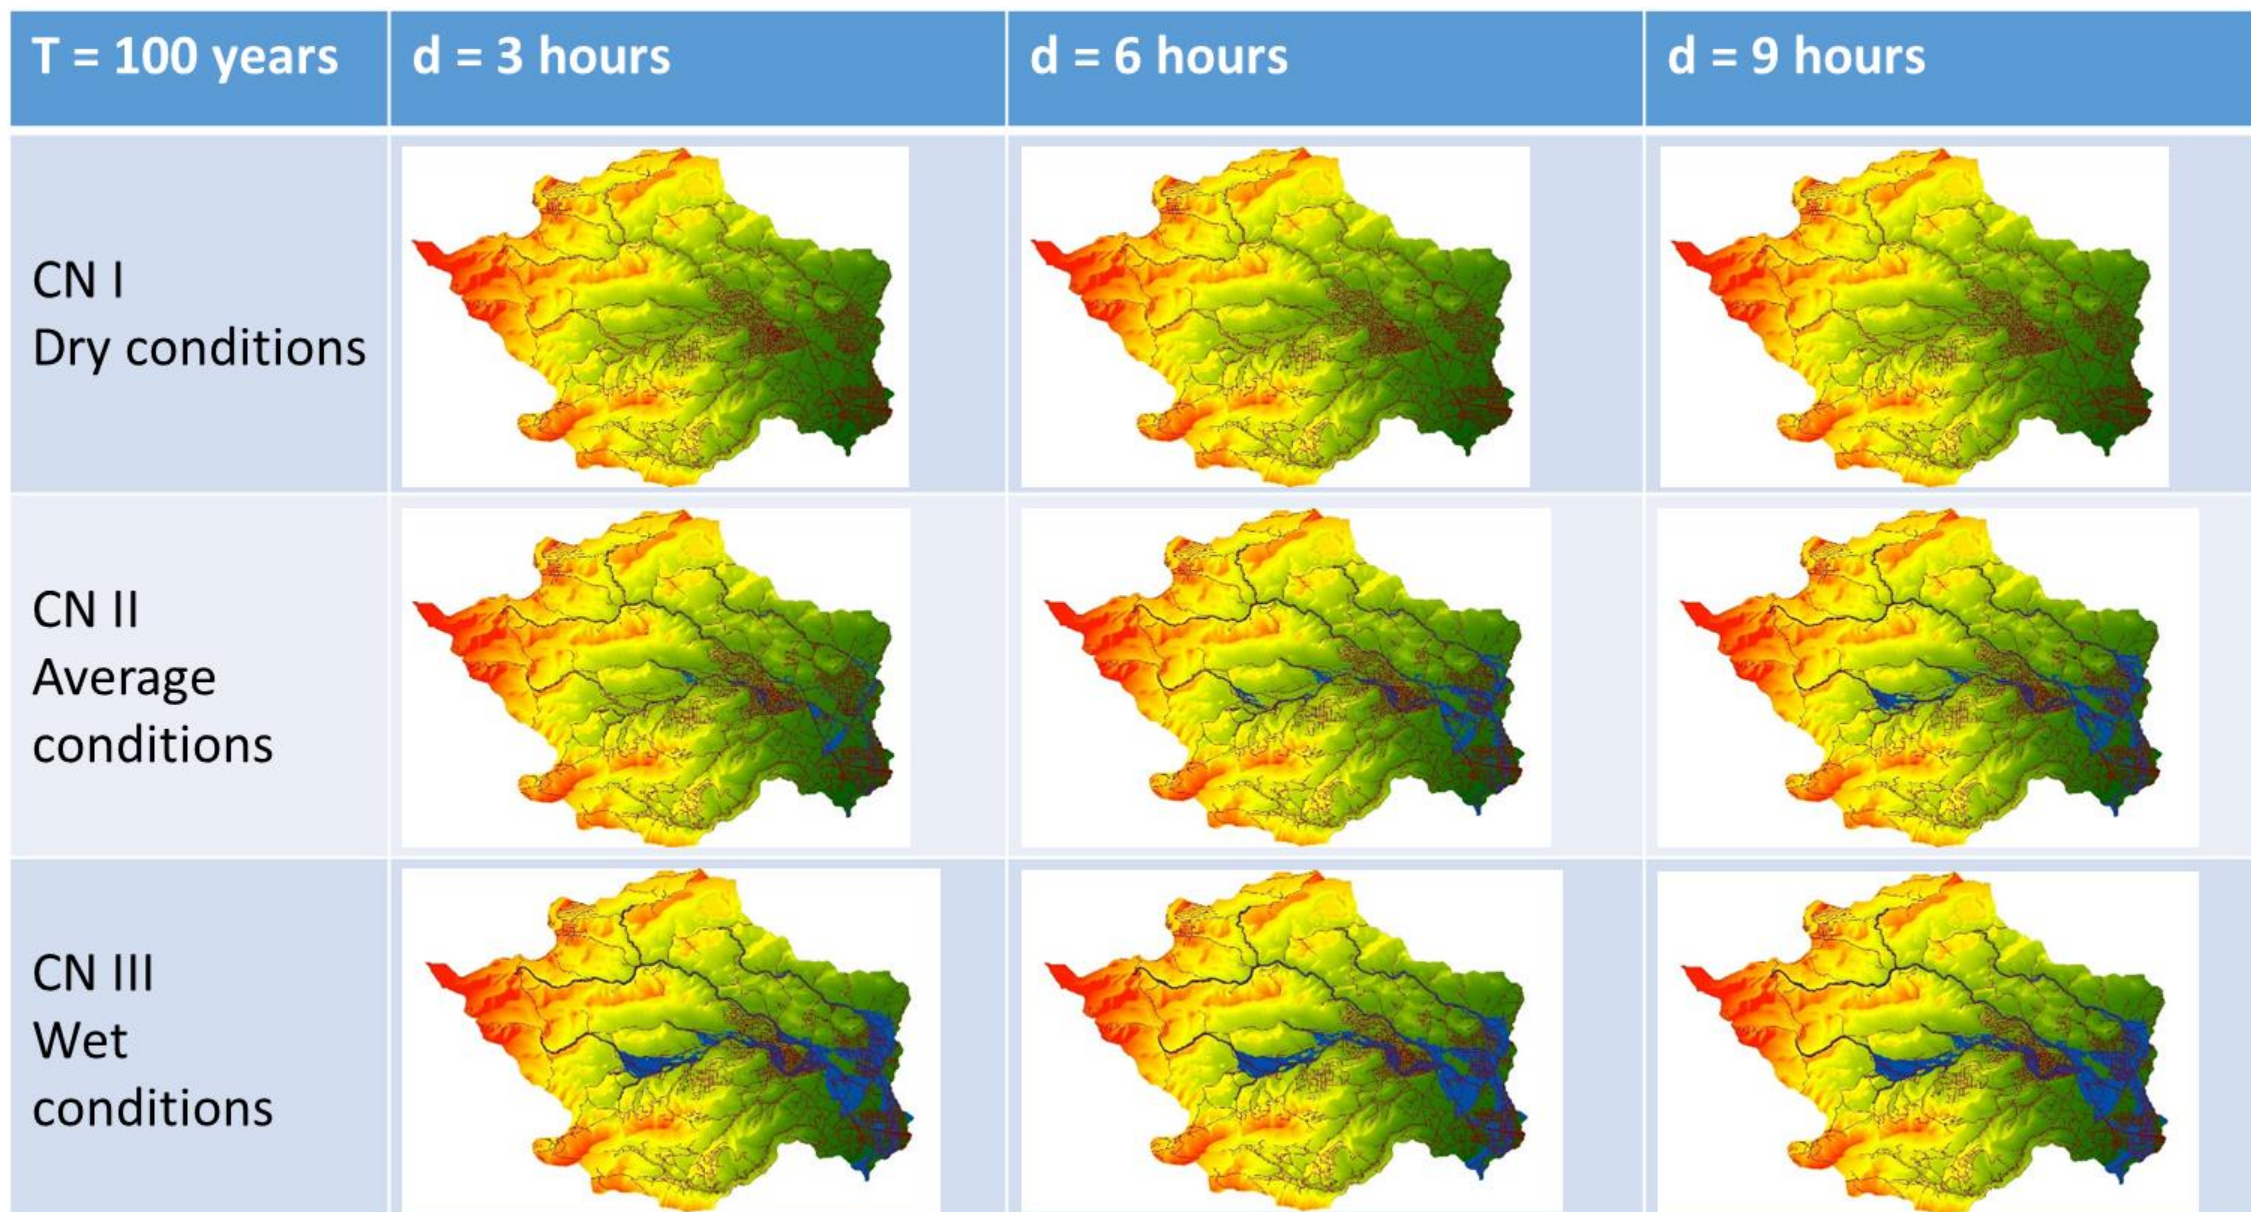 T = 100 years
d = 3 hours
d = 6 hours
d = 9 hours
CN I
Dry conditions
CN II
Average
conditions
CN III
Wet
conditions